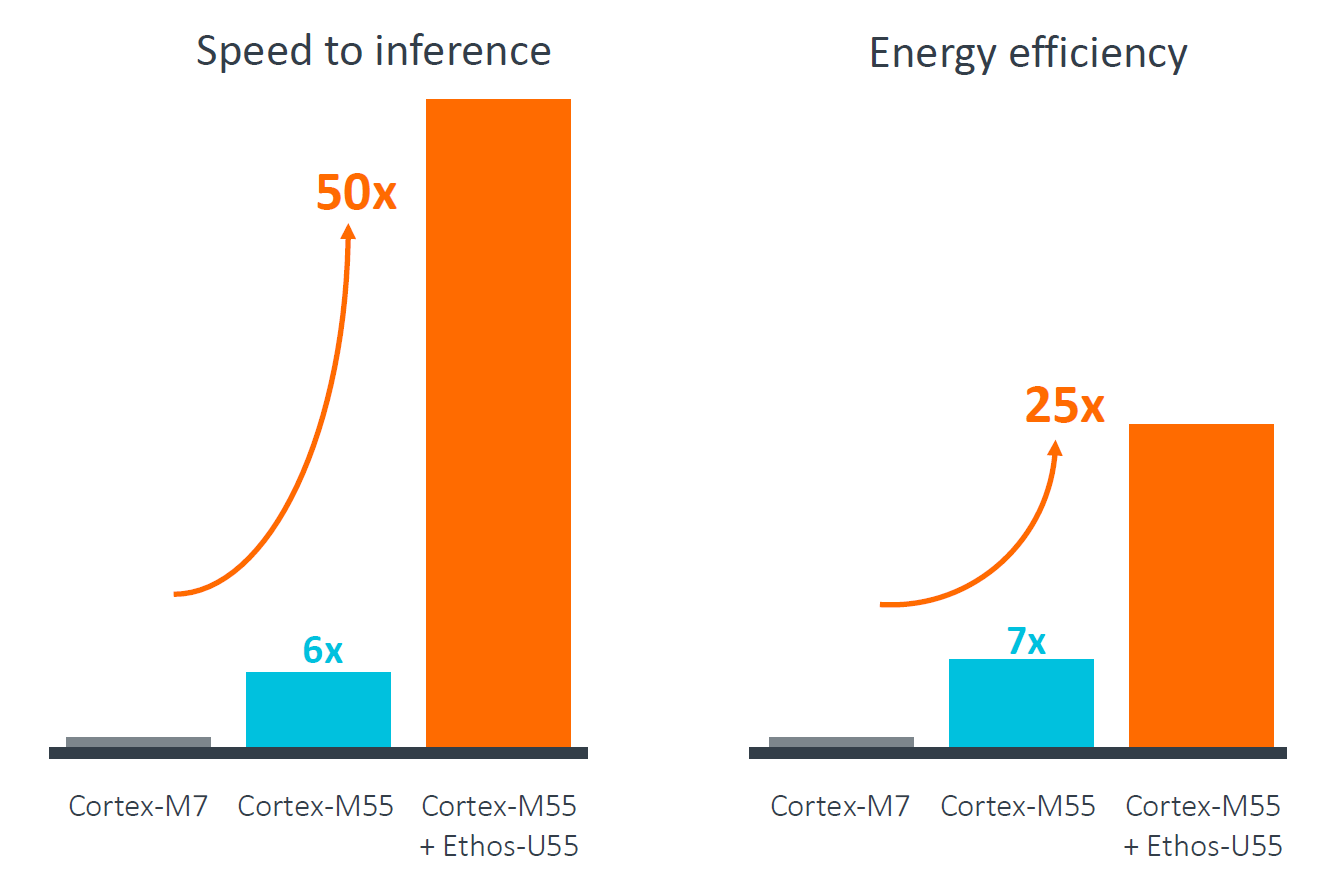 Speed to inference
50x
6x
Cortex-M7
Cortex-M55
Cortex-M55
+ Ethos-U55
Energy efficiency
25x
7x
Cortex-M7
Cortex-M55
Cortex-M55
+ Ethos-U55